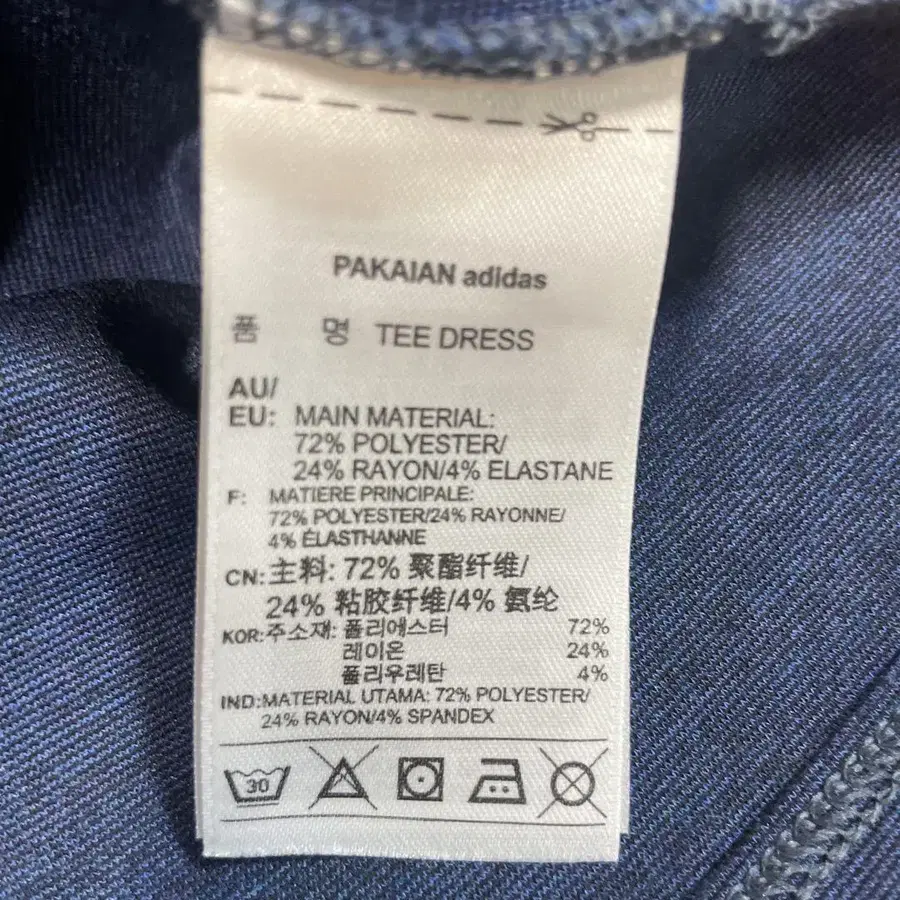 PAKAIAN adidas
품 명 TEE DRESS
AU/
EU: MAIN MATERIAL:
72% POLYESTER/
24% RAYON/4% ELASTANE
F: MATIERE PRINCIPALE:
72% POLYESTER/24% RAYONNE/
4% ÉLASTHANNE
CN: 主料: 72% 聚酯纤维/
24% 粘胶纤维/4% 氨纶
KOR: 주소재: 폴리에스터 72%
레이온 24%
폴리우레탄 4%
IND: MATERIAL UTAMA: 72% POLYESTER/
24% RAYON/4% SPANDEX
30